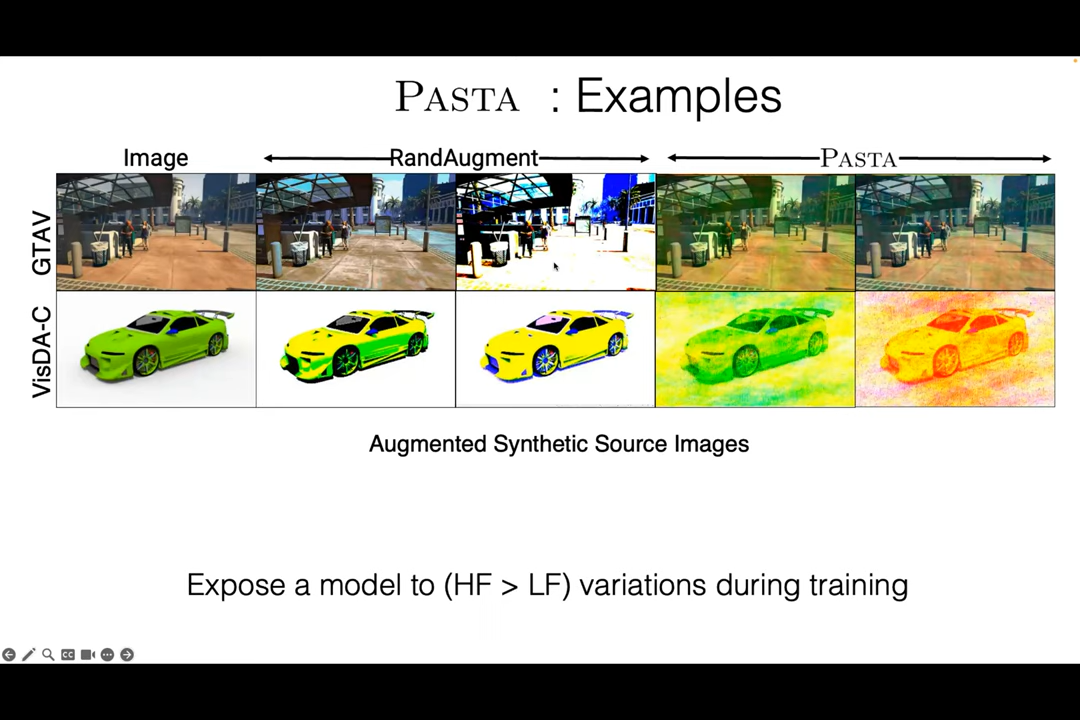 PASTA : Examples
Image RandAugment PASTA
GTAV
VisDA-C
Augmented Synthetic Source Images
Expose a model to (HF > LF) variations during training
CC